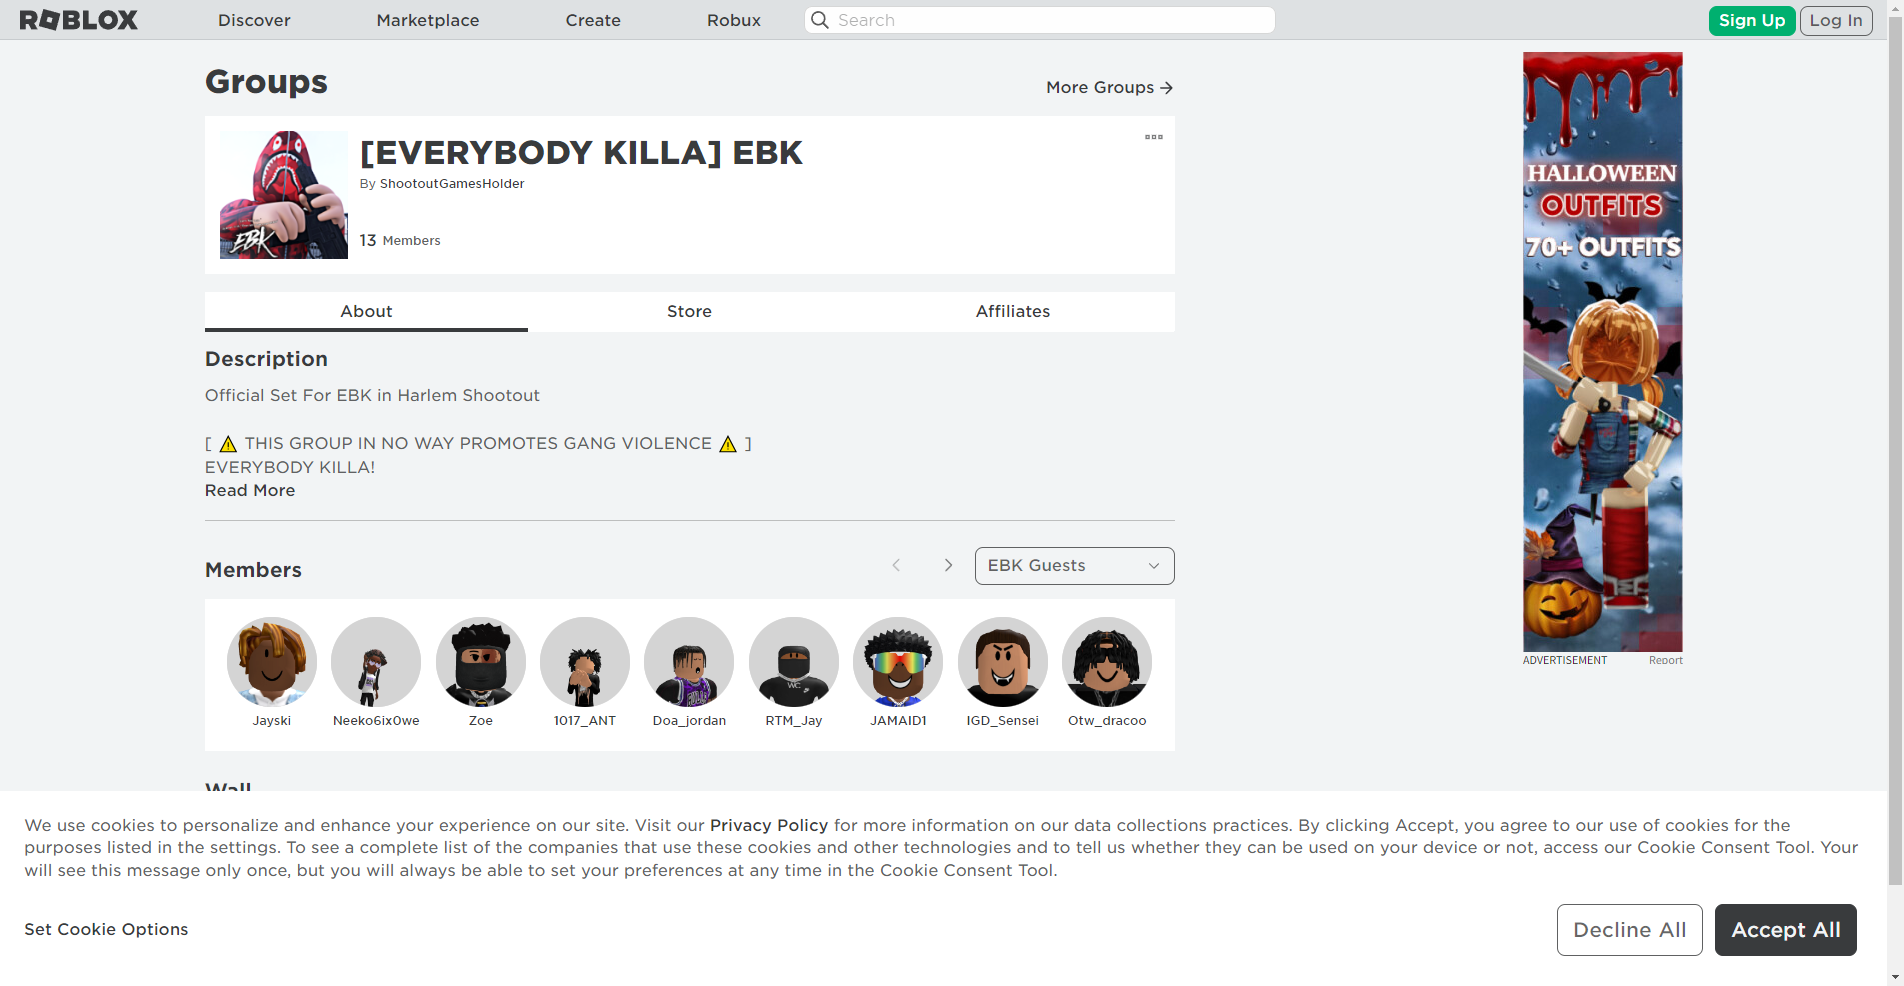 ROBLOX
Discover
Marketplace
Create
Robux
Search
Sign Up
Log In
Groups
More Groups →
[EVERYBODY KILLA] EBK
By ShootoutGamesHolder
13 Members
EBK
About
Store
Affiliates
Description
Official Set For EBK in Harlem Shootout
[ ⚠️ THIS GROUP IN NO WAY PROMOTES GANG VIOLENCE ⚠️ ]
EVERYBODY KILLA!
Read More
Members
EBK Guests
Jayski
Neeko6ix0we
Zoe
1017_ANT
Doa_jordan
RTM_Jay
JAMAID1
IGD_Sensei
Otw_dracoo
Wall
HALLOWEEN
OUTFITS
70+ OUTFITS
ADVERTISEMENT
Report
We use cookies to personalize and enhance your experience on our site. Visit our Privacy Policy for more information on our data collections practices. By clicking Accept, you agree to our use of cookies for the
purposes listed in the settings. To see a complete list of the companies that use these cookies and other technologies and to tell us whether they can be used on your device or not, access our Cookie Consent Tool. Your
will see this message only once, but you will always be able to set your preferences at any time in the Cookie Consent Tool.
Set Cookie Options
Decline All
Accept All